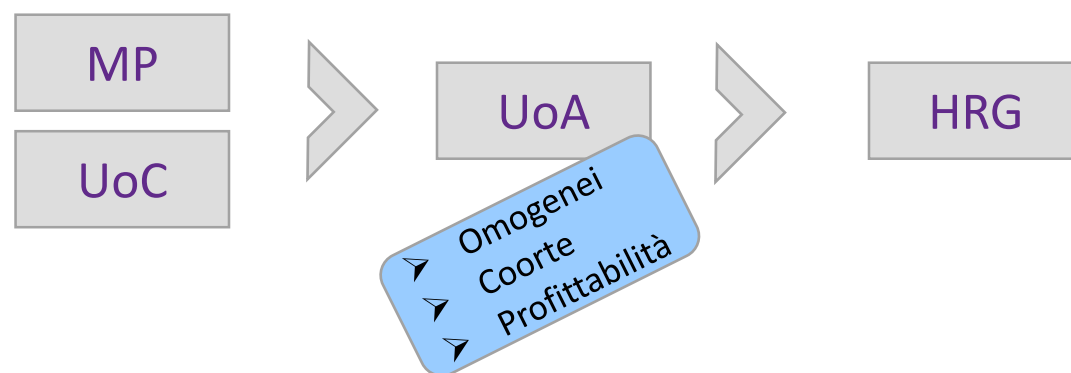 MP
UoC
UoA
HRG
Omogenei
Coorte
Profittabilità